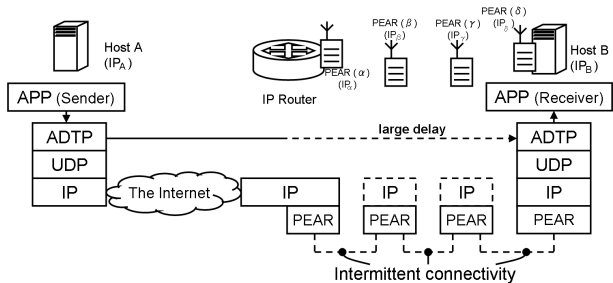 Host A
(IPA)
IP Router
PEAR(α)
(IPα)
PEAR(β)
(IPβ)
PEAR(γ)
(IPγ)
PEAR(δ)
(IPδ)
Host B
(IPB)
APP (Sender)
APP (Receiver)
ADTP
large delay
ADTP
UDP
UDP
IP
The Internet
IP
IP
IP
IP
PEAR
PEAR
PEAR
PEAR
Intermittent connectivity